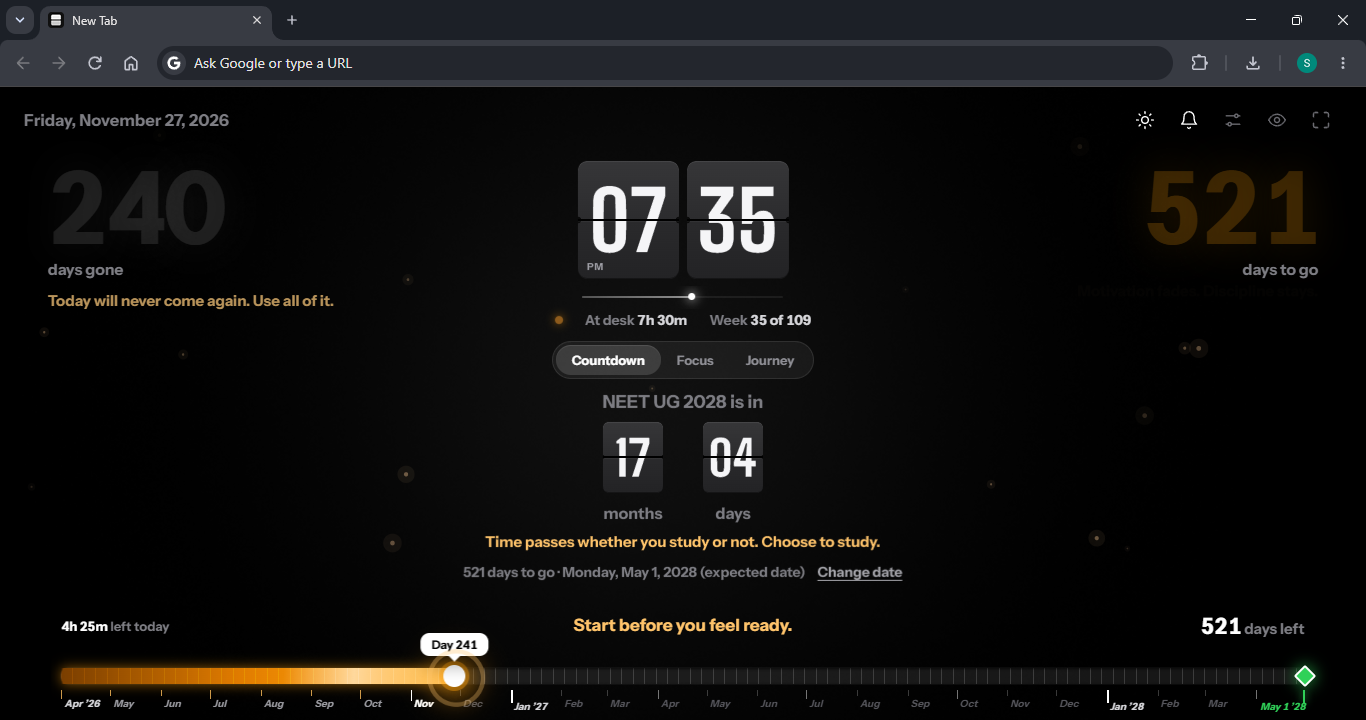 New Tab
Ask Google or type a URL
Friday, November 27, 2026
240
days gone
Today will never come again. Use all of it.
07 35
PM
521
days to go
At desk 7h 30m Week 35 of 109
Countdown Focus Journey
NEET UG 2028 is in
17 04
months days
Time passes whether you study or not. Choose to study.
521 days to go · Monday, May 1, 2028 (expected date) Change date
4h 25m left today
Start before you feel ready.
521 days left
Day 241
Apr '26 May Jun Jul Aug Sep Oct Nov Dec Jan '27 Feb Mar Apr May Jun Jul Aug Sep Oct Nov Dec Jan '28 Feb Mar May 1 '28